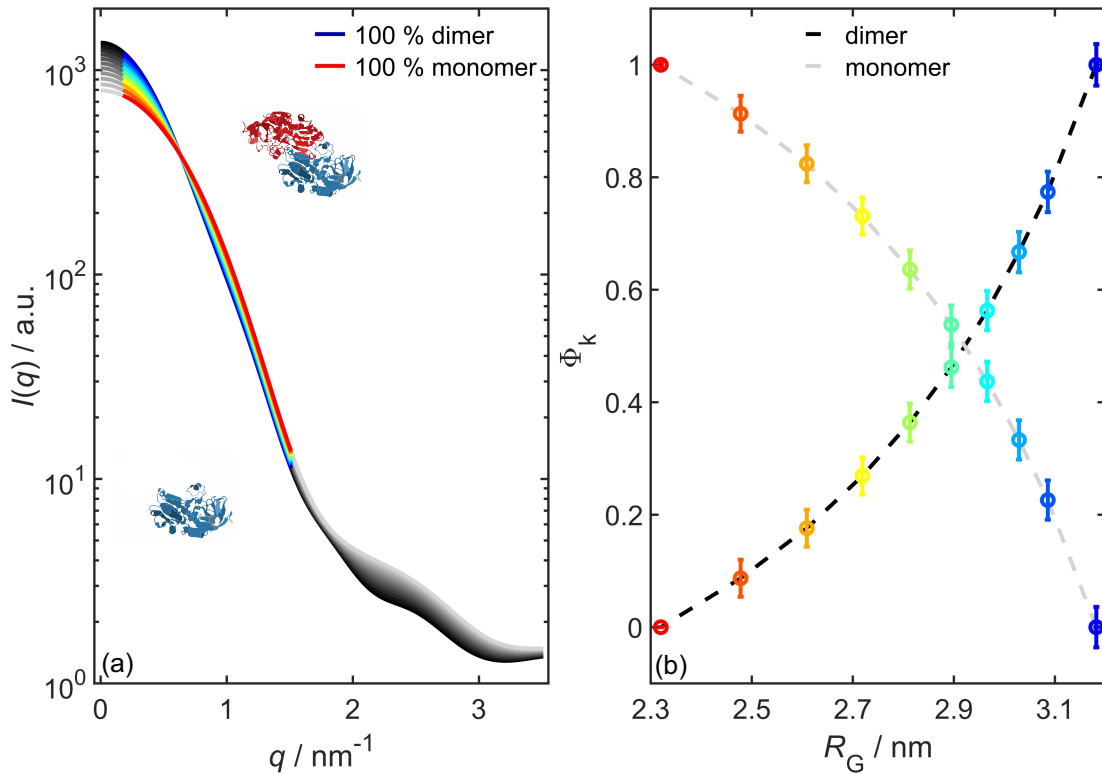 100 % dimer
100 % monomer
10³
10²
10¹
10⁰
I(q) / a.u.
(a)
0
1
2
3
q / nm⁻¹
dimer
monomer
1
0.8
0.6
0.4
0.2
0
Φₖ
(b)
2.3
2.5
2.7
2.9
3.1
R_G / nm